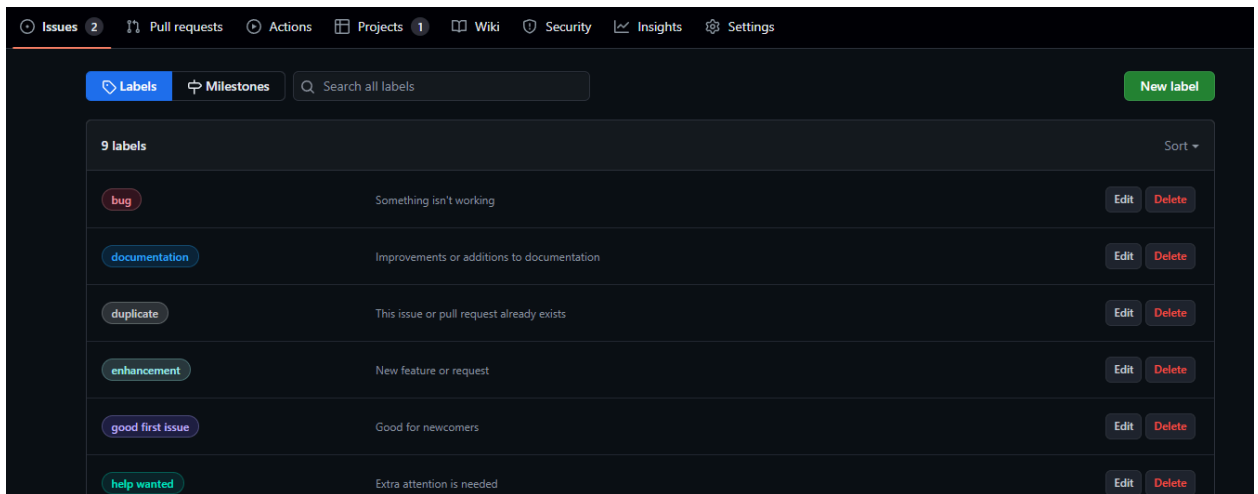 Issues 2 Pull requests Actions Projects 1 Wiki Security Insights Settings
Labels Milestones Search all labels New label
9 labels Sort
bug Something isn't working Edit Delete
documentation Improvements or additions to documentation Edit Delete
duplicate This issue or pull request already exists Edit Delete
enhancement New feature or request Edit Delete
good first issue Good for newcomers Edit Delete
help wanted Extra attention is needed Edit Delete